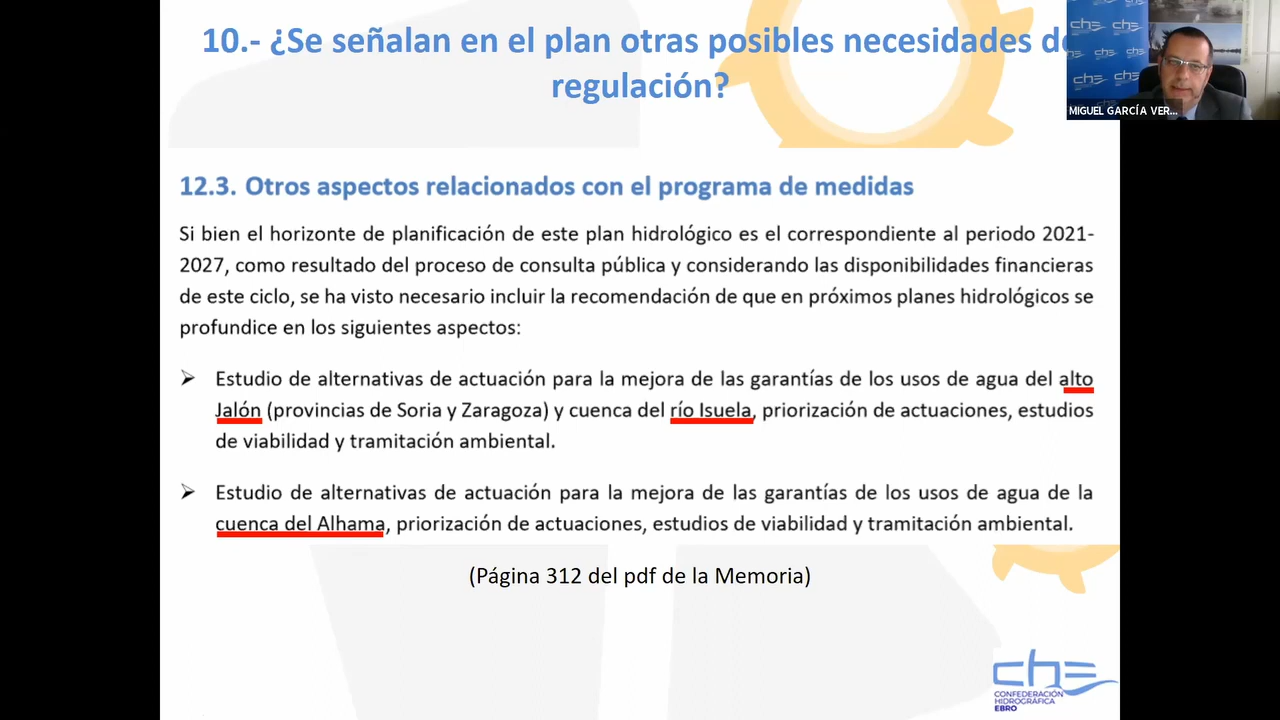 10.- ¿Se señalan en el plan otras posibles necesidades de
regulación?
MIGUEL GARCÍA VER...
12.3. Otros aspectos relacionados con el programa de medidas
Si bien el horizonte de planificación de este plan hidrológico es el correspondiente al periodo 2021-
2027, como resultado del proceso de consulta pública y considerando las disponibilidades financieras
de este ciclo, se ha visto necesario incluir la recomendación de que en próximos planes hidrológicos se
profundice en los siguientes aspectos:
➢ Estudio de alternativas de actuación para la mejora de las garantías de los usos de agua del alto
Jalón (provincias de Soria y Zaragoza) y cuenca del río Isuela, priorización de actuaciones, estudios
de viabilidad y tramitación ambiental.
➢ Estudio de alternativas de actuación para la mejora de las garantías de los usos de agua de la
cuenca del Alhama, priorización de actuaciones, estudios de viabilidad y tramitación ambiental.
(Página 312 del pdf de la Memoria)
che
CONFEDERACIÓN
HIDROGRÁFICA
EBRO